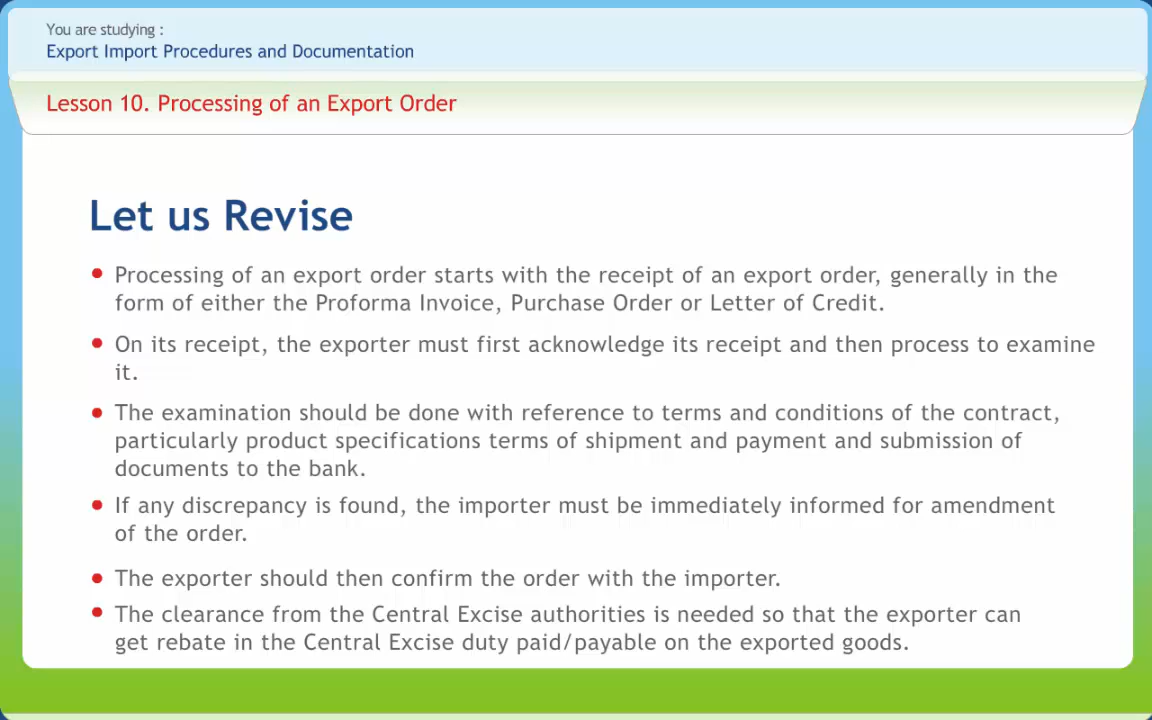 You are studying :
Export Import Procedures and Documentation
Lesson 10. Processing of an Export Order
Let us Revise
• Processing of an export order starts with the receipt of an export order, generally in the
form of either the Proforma Invoice, Purchase Order or Letter of Credit.
• On its receipt, the exporter must first acknowledge its receipt and then process to examine
it.
• The examination should be done with reference to terms and conditions of the contract,
particularly product specifications terms of shipment and payment and submission of
documents to the bank.
• If any discrepancy is found, the importer must be immediately informed for amendment
of the order.
• The exporter should then confirm the order with the importer.
• The clearance from the Central Excise authorities is needed so that the exporter can
get rebate in the Central Excise duty paid/payable on the exported goods.